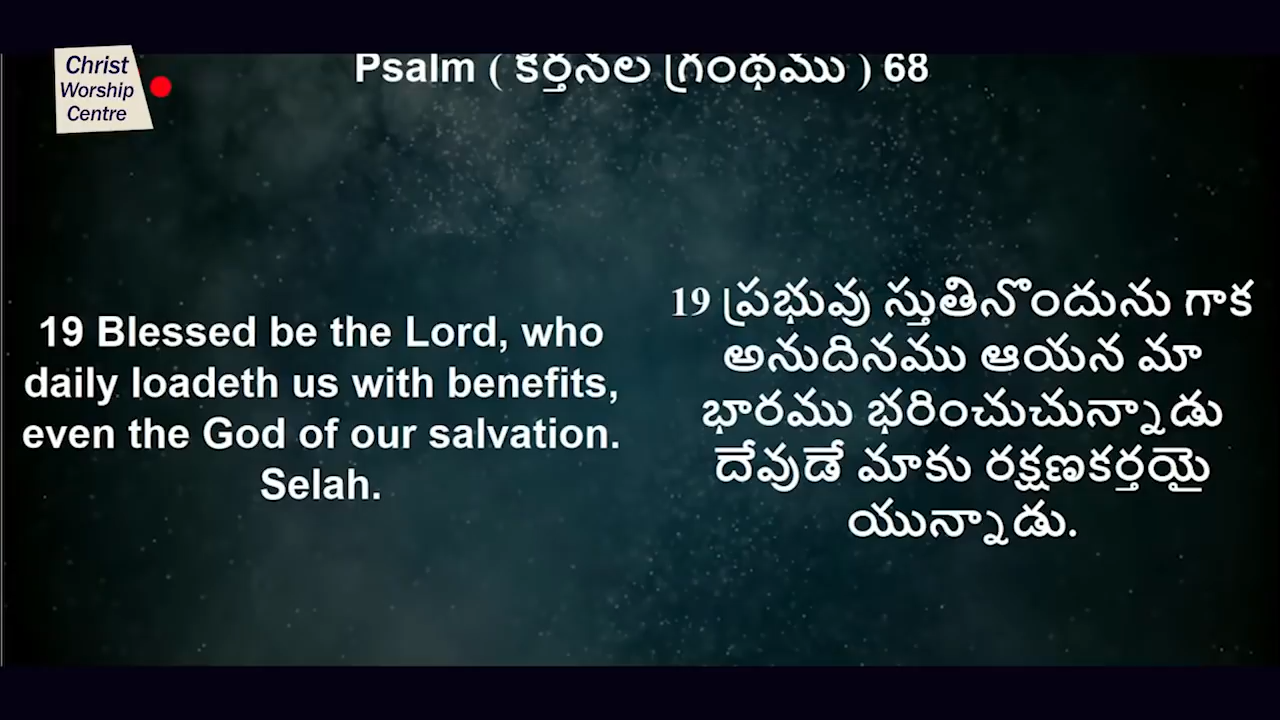 Christ
Worship
Centre
Psalm ( కీర్తనల గ్రంథము ) 68
19 Blessed be the Lord, who
daily loadeth us with benefits,
even the God of our salvation.
Selah.
19 ప్రభువు స్తుతినొందును గాక
అనుదినము ఆయన మా
భారము భరించుచున్నాడు
దేవుడే మాకు రక్షణకర్తయై
యున్నాడు.